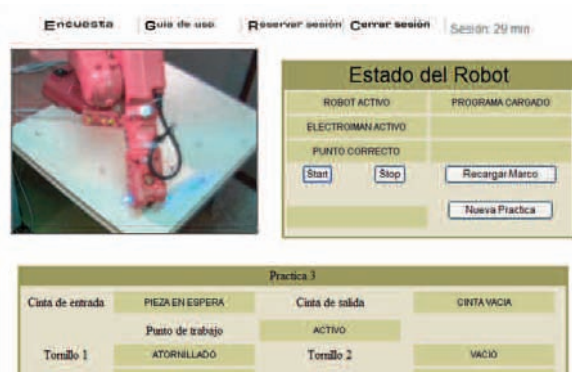 Encuesta Guia de uso Reservar sesión Cerrar sesión Sesión: 29 min
Estado del Robot
ROBOT ACTIVO PROGRAMA CARGADO
ELECTROIMAN ACTIVO
PUNTO CORRECTO
Start Stop Recargar Marco
Nueva Practica
Practica 3
Cinta de entrada PIEZA EN ESPERA Cinta de salida CINTA VACIA
Punto de trabajo ACTIVO
Tornillo 1 ATORNILLADO Tornillo 2 VACIO